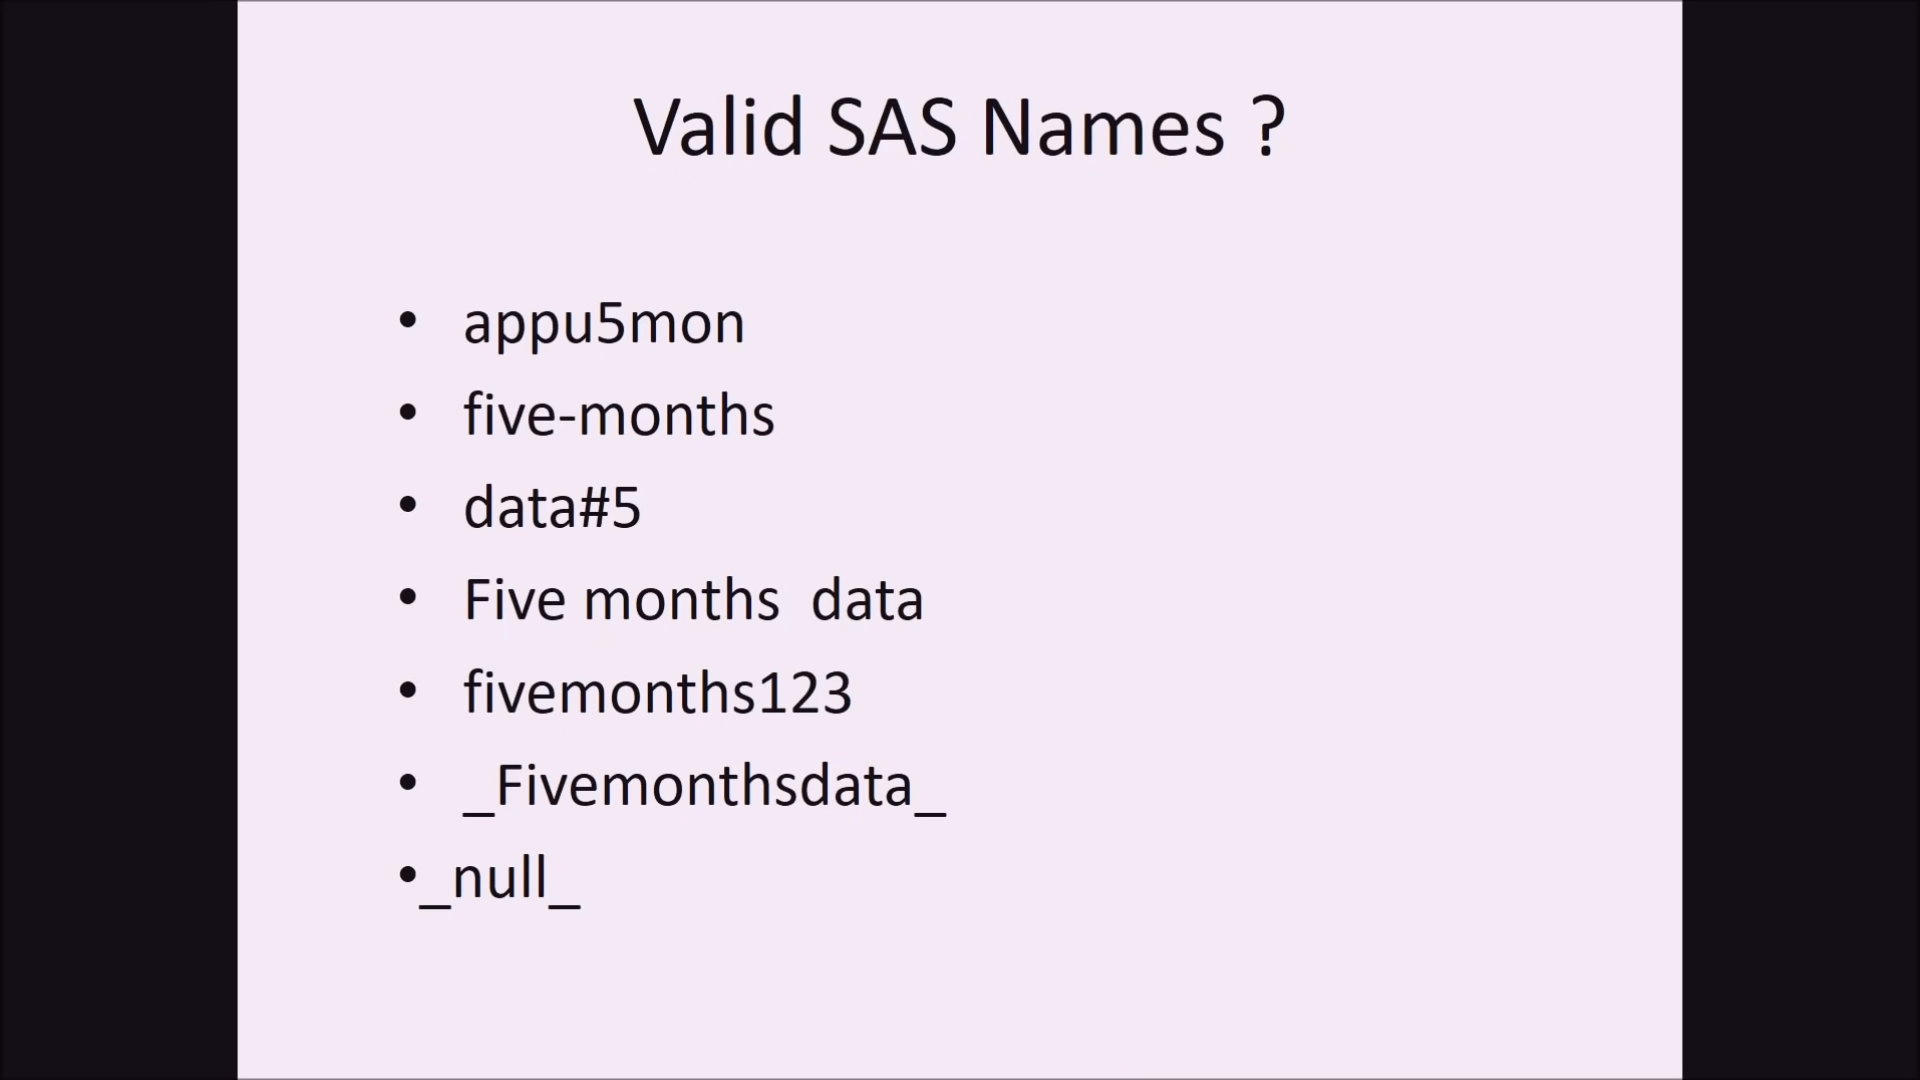 Valid SAS Names ?
• appu5mon
• five-months
• data#5
• Five months  data
• fivemonths123
• _Fivemonthsdata_
•_null_